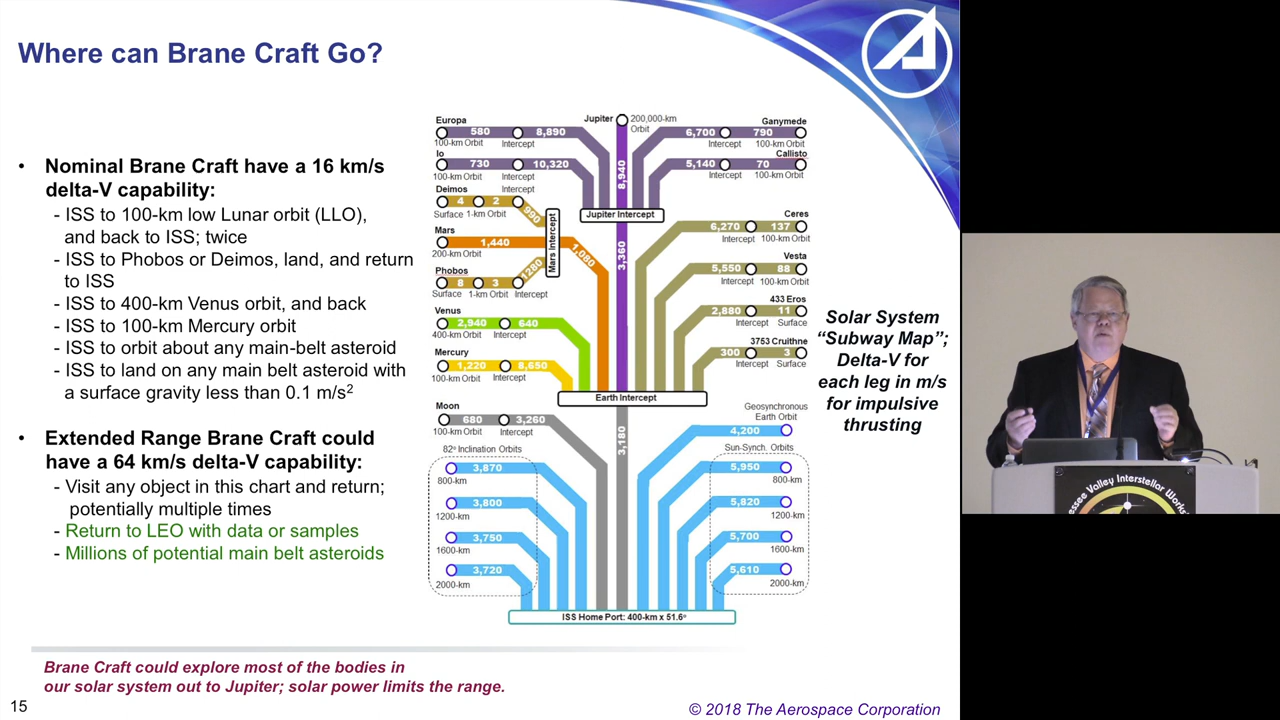 Where can Brane Craft Go?
• Nominal Brane Craft have a 16 km/s
delta-V capability:
- ISS to 100-km low Lunar orbit (LLO),
and back to ISS; twice
- ISS to Phobos or Deimos, land, and return
to ISS
- ISS to 400-km Venus orbit, and back
- ISS to 100-km Mercury orbit
- ISS to orbit about any main-belt asteroid
- ISS to land on any main belt asteroid with
a surface gravity less than 0.1 m/s²
• Extended Range Brane Craft could
have a 64 km/s delta-V capability:
- Visit any object in this chart and return;
potentially multiple times
- Return to LEO with data or samples
- Millions of potential main belt asteroids
Jupiter 200,000-km
Orbit
8,940
Europa
580 8,890
100-km Orbit Intercept
Io
730 10,320
100-km Orbit Intercept
Ganymede
6,700 790
Intercept 100-km Orbit
Callisto
5,140 70
Intercept 100-km Orbit
Jupiter Intercept
3,360
Deimos
4 2 990
Surface 1-km Orbit
Mars Intercept
Mars
1,440 1,080
200-km Orbit
Phobos
8 3 1280
Surface 1-km Orbit Intercept
Venus
2,940 640
400-km Orbit Intercept
Mercury
1,220 8,650
100-km Orbit Intercept
Ceres
6,270 137
Intercept 100-km Orbit
Vesta
5,550 88
Intercept 100-km Orbit
433 Eros
2,880 11
Intercept Surface
3753 Cruithne
300 3
Intercept Surface
Earth Intercept
3,180
Moon
680 3,260
100-km Orbit Intercept
82º Inclination Orbits
3,870
800-km
3,800
1200-km
3,750
1600-km
3,720
2000-km
Geosynchronous
Earth Orbit
4,200
Sun-Synch. Orbits
5,950
800-km
5,820
1200-km
5,700
1600-km
5,610
2000-km
ISS Home Port: 400-km x 51.6º
Solar System
“Subway Map”;
Delta-V for
each leg in m/s
for impulsive
thrusting
Brane Craft could explore most of the bodies in
our solar system out to Jupiter; solar power limits the range.
15
© 2018 The Aerospace Corporation
essee Valley Interstellar Works